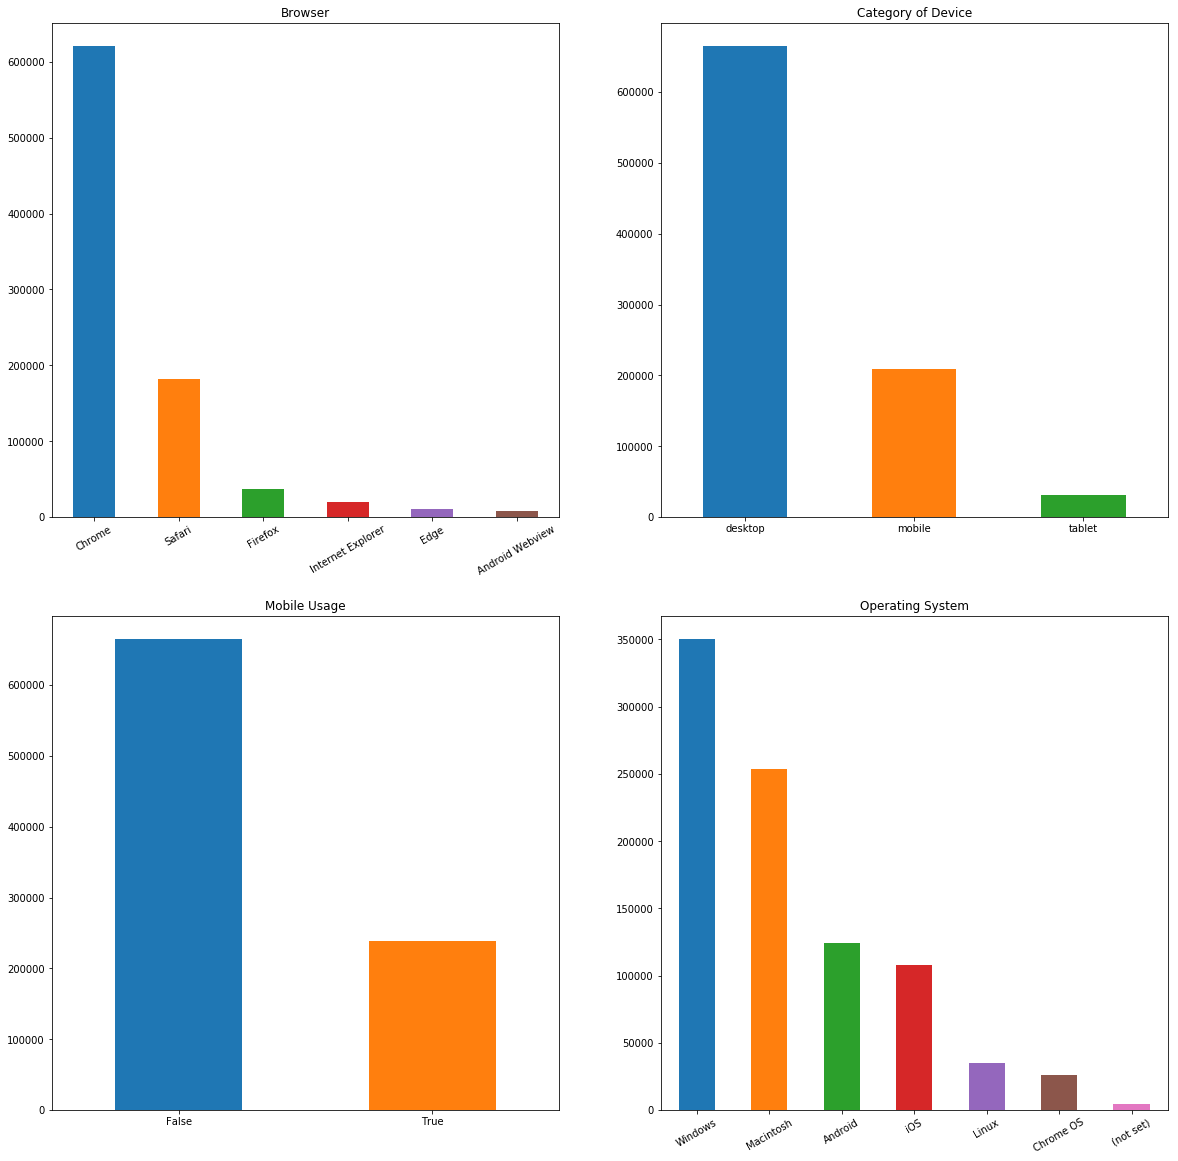 Browser
600000
500000
400000
300000
200000
100000
0
Chrome
Safari
Firefox
Internet Explorer
Edge
Android Webview
Category of Device
600000
500000
400000
300000
200000
100000
0
desktop
mobile
tablet
Mobile Usage
600000
500000
400000
300000
200000
100000
0
False
True
Operating System
350000
300000
250000
200000
150000
100000
50000
0
Windows
Macintosh
Android
iOS
Linux
Chrome OS
(not set)